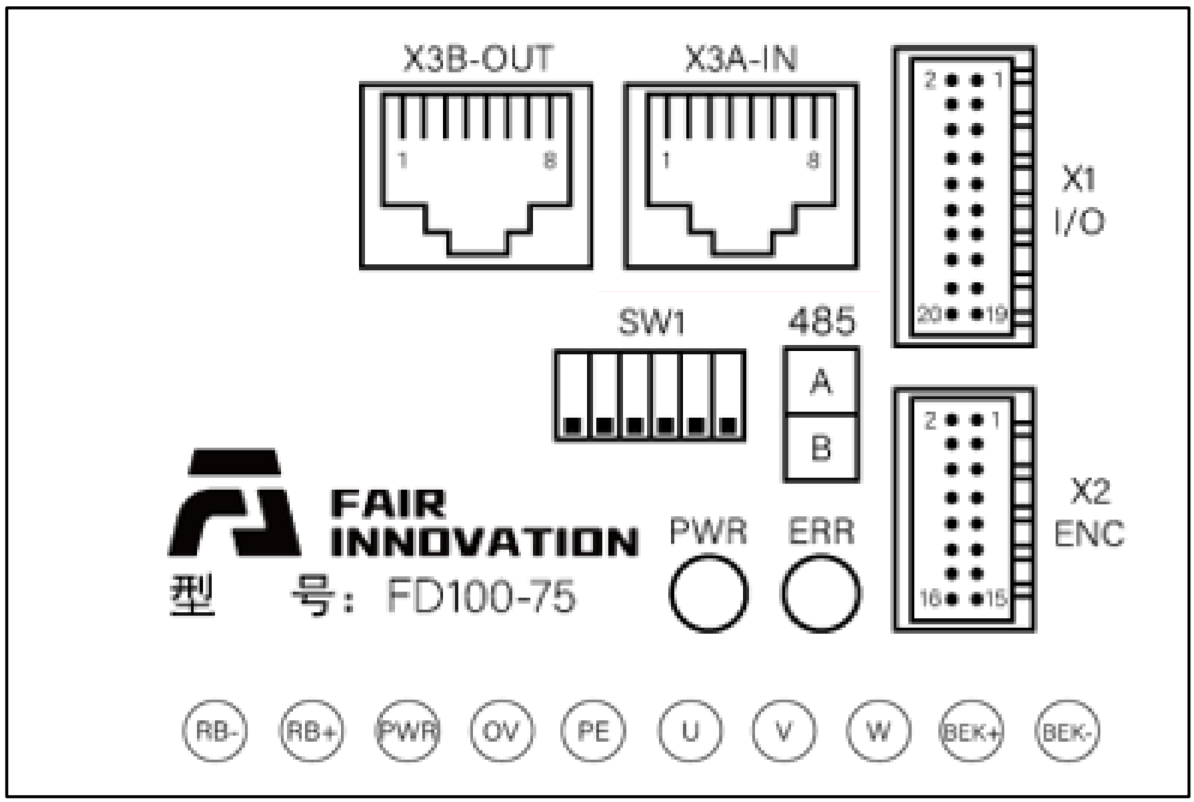 X3B-OUT X3A-IN
1 8 1 8
2 1
X1
I/O
20 19
SW1 485
A
B
2 1
X2
ENC
16 15
FAIR
INNOVATION
PWR ERR
型 号: FD100-75
RB- RB+ PWR OV PE U V W BEK+ BEK-